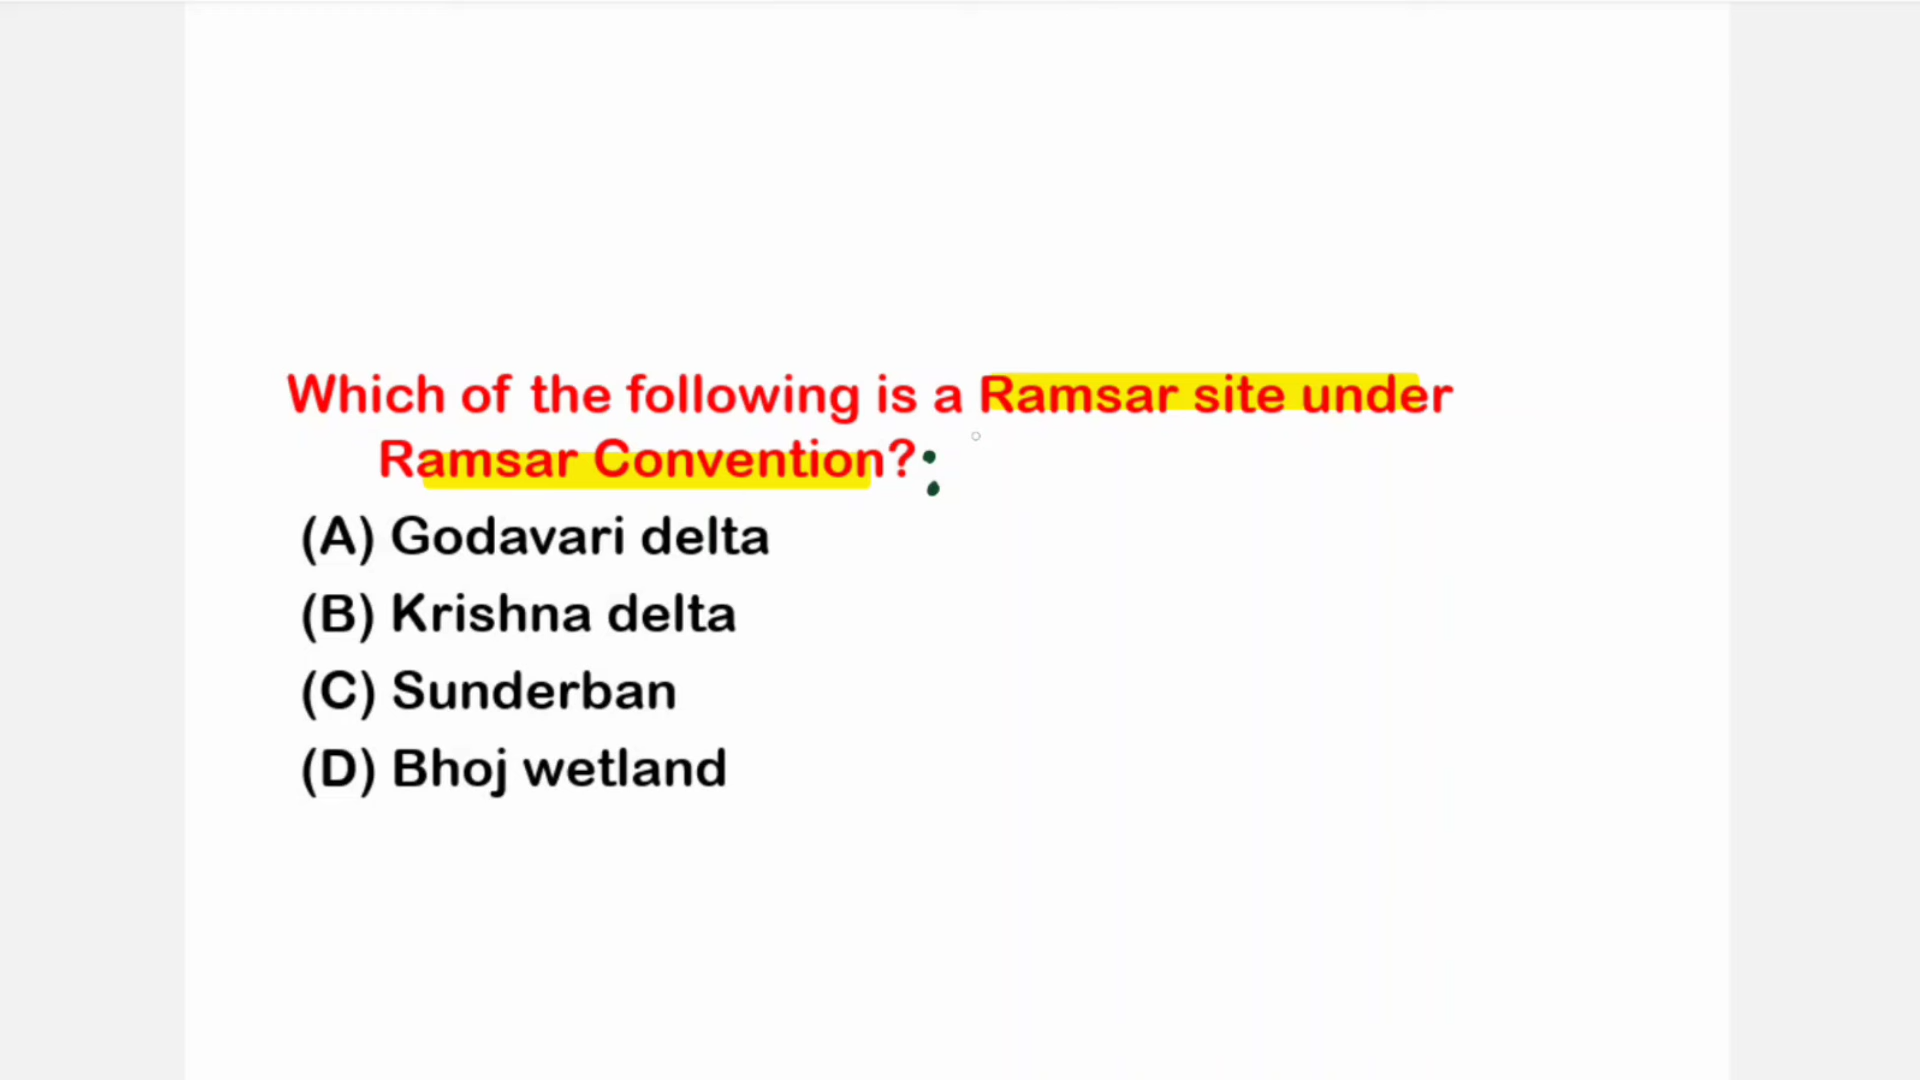 Which of the following is a Ramsar site under
Ramsar Convention?:
(A) Godavari delta
(B) Krishna delta
(C) Sunderban
(D) Bhoj wetland